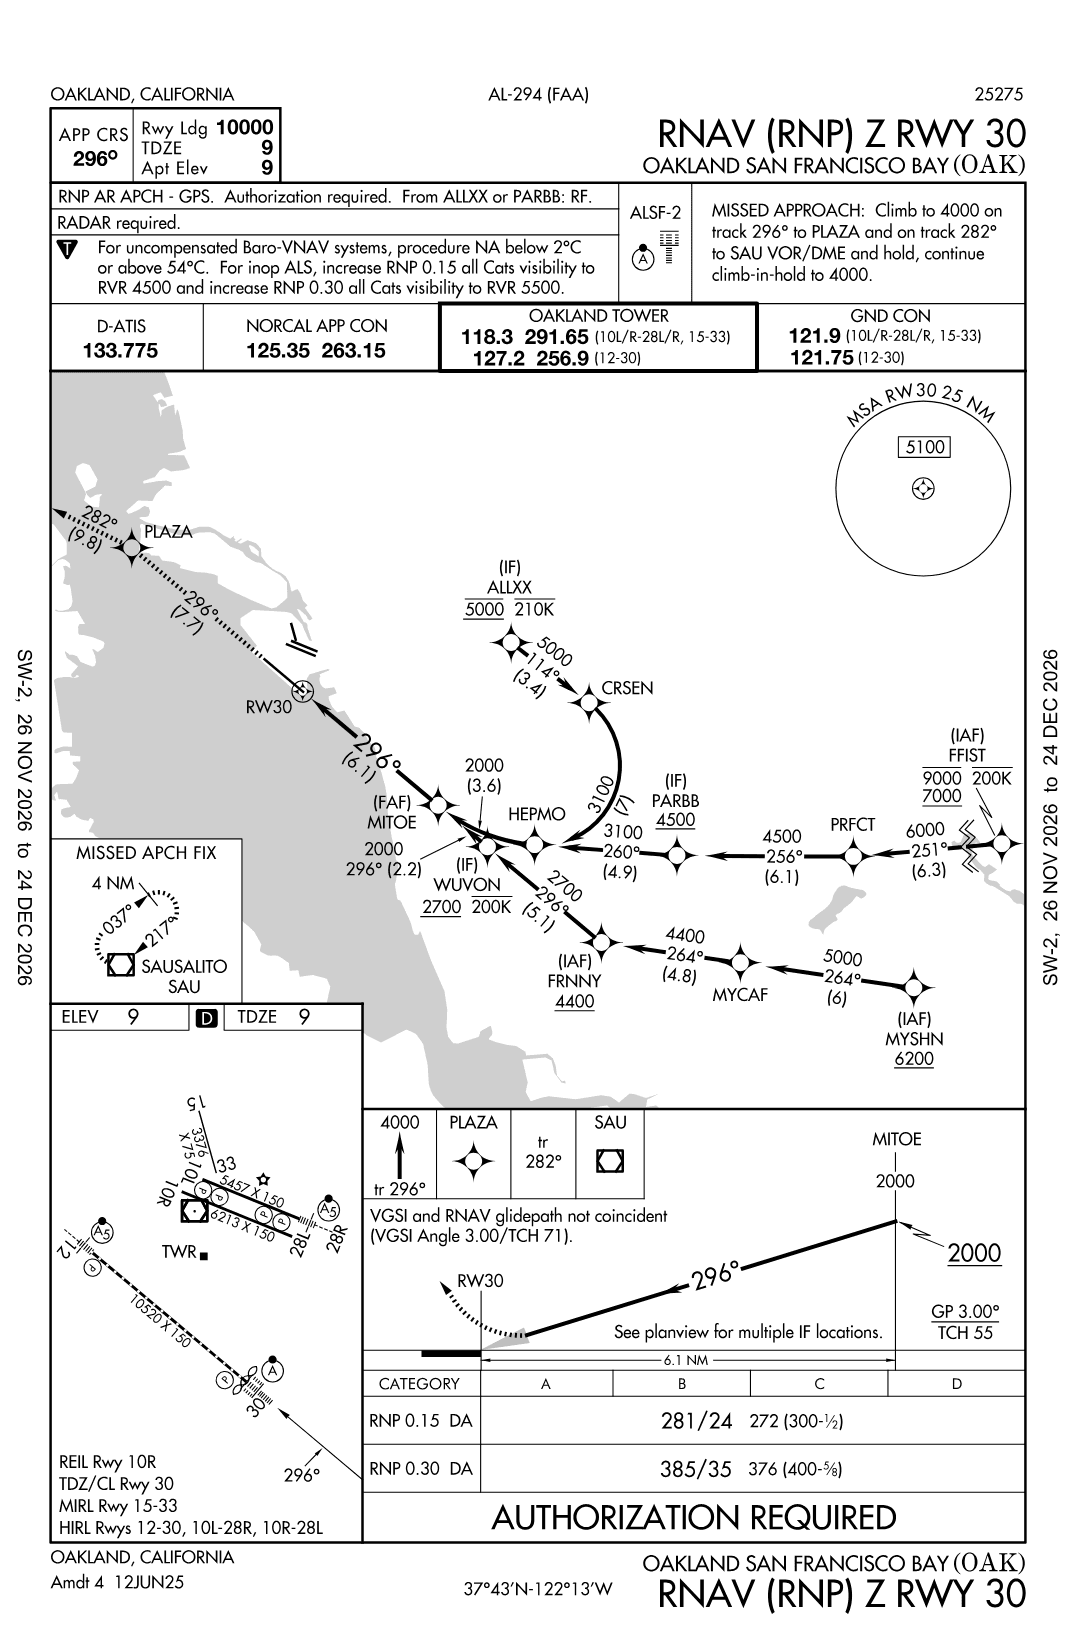 OAKLAND, CALIFORNIA
AL-294 (FAA)
25275
APP CRS
296°
Rwy Ldg 10000
TDZE 9
Apt Elev 9
RNAV (RNP) Z RWY 30
OAKLAND SAN FRANCISCO BAY (OAK)
RNP AR APCH - GPS. Authorization required. From ALLXX or PARBB: RF.
RADAR required.
T
For uncompensated Baro-VNAV systems, procedure NA below 2°C
or above 54°C. For inop ALS, increase RNP 0.15 all Cats visibility to
RVR 4500 and increase RNP 0.30 all Cats visibility to RVR 5500.
ALSF-2
A
MISSED APPROACH: Climb to 4000 on
track 296° to PLAZA and on track 282°
to SAU VOR/DME and hold, continue
climb-in-hold to 4000.
D-ATIS
133.775
NORCAL APP CON
125.35 263.15
OAKLAND TOWER
118.3 291.65 (10L/R-28L/R, 15-33)
127.2 256.9 (12-30)
GND CON
121.9 (10L/R-28L/R, 15-33)
121.75 (12-30)
MSA RW30 25 NM
5100
282°
(9.8)
PLAZA
296°
(7.7)
RW30
(IF)
ALLXX
5000 210K
5000
114°
(3.4)
CRSEN
3100
(7)
296°
(6.1)
(FAF)
MITOE
2000
(3.6)
HEPMO
2000
296° (2.2)
(IF)
WUVON
2700 200K
(IF)
PARBB
4500
3100
260°
(4.9)
4500
256°
(6.1)
PRFCT
6000
251°
(6.3)
(IAF)
FFIST
9000 200K
7000
2700
296°
(5.1)
(IAF)
FRNNY
4400
4400
264°
(4.8)
MYCAF
5000
264°
(6)
(IAF)
MYSHN
6200
MISSED APCH FIX
4 NM
037°
217°
SAUSALITO
SAU
SW-2, 26 NOV 2026 to 24 DEC 2026
SW-2, 26 NOV 2026 to 24 DEC 2026
ELEV 9
D
TDZE 9
15
3376
X 75
33
10L
10R
5457 X 150
6213 X 150
P
P
P
P
A5
28L
28R
TWR
A5
12
P
10520 X 150
P
A
30
296°
REIL Rwy 10R
TDZ/CL Rwy 30
MIRL Rwy 15-33
HIRL Rwys 12-30, 10L-28R, 10R-28L
4000
tr 296°
PLAZA
tr
282°
SAU
VGSI and RNAV glidepath not coincident
(VGSI Angle 3.00/TCH 71).
MITOE
2000
2000
296°
RW30
GP 3.00°
TCH 55
See planview for multiple IF locations.
6.1 NM
CATEGORY A B C D
RNP 0.15 DA 281/24 272 (300-½)
RNP 0.30 DA 385/35 376 (400-⅝)
AUTHORIZATION REQUIRED
OAKLAND, CALIFORNIA
Amdt 4 12JUN25
37°43'N-122°13'W
OAKLAND SAN FRANCISCO BAY (OAK)
RNAV (RNP) Z RWY 30